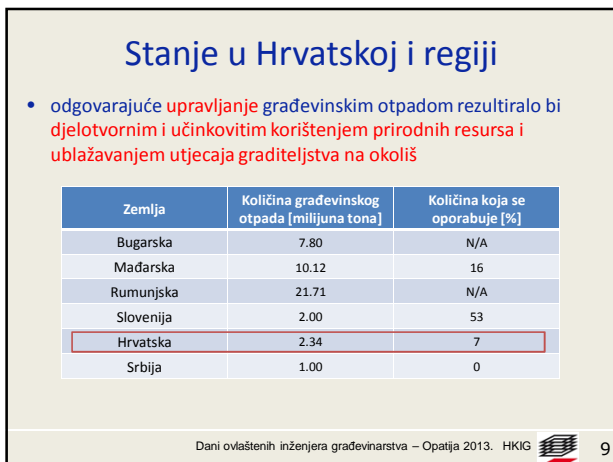 Stanje u Hrvatskoj i regiji
• odgovarajuće upravljanje građevinskim otpadom rezultiralo bi
djelotvornim i učinkovitim korištenjem prirodnih resursa i
ublažavanjem utjecaja graditeljstva na okoliš
Zemlja Količina građevinskog otpada [milijuna tona] Količina koja se oporabuje [%]
Bugarska 7.80 N/A
Mađarska 10.12 16
Rumunjska 21.71 N/A
Slovenija 2.00 53
Hrvatska 2.34 7
Srbija 1.00 0
Dani ovlaštenih inženjera građevinarstva – Opatija 2013. HKIG 9